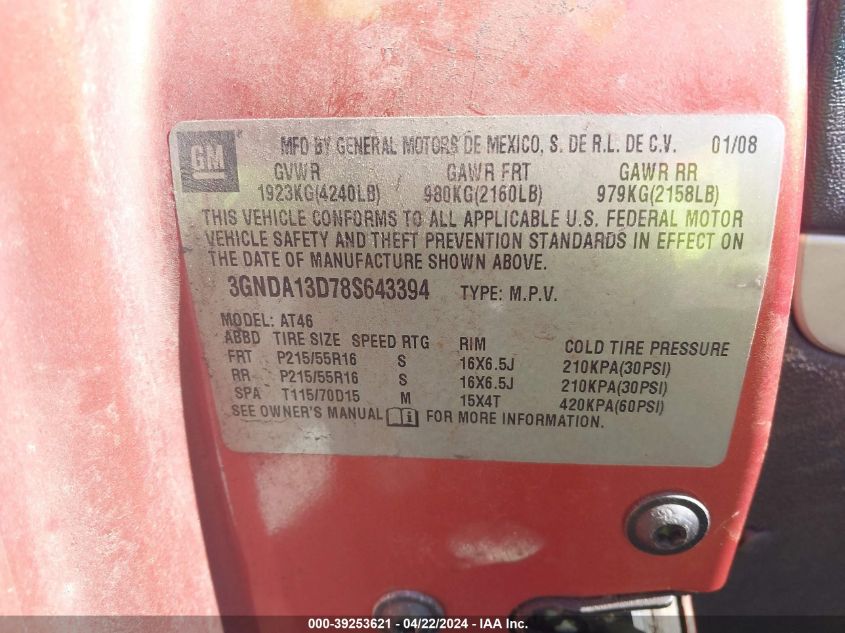 GM
MFD BY GENERAL MOTORS DE MEXICO, S. DE R.L. DE C.V. 01/08
GVWR GAWR FRT GAWR RR
1923KG(4240LB) 980KG(2160LB) 979KG(2158LB)
THIS VEHICLE CONFORMS TO ALL APPLICABLE U.S. FEDERAL MOTOR
VEHICLE SAFETY AND THEFT PREVENTION STANDARDS IN EFFECT ON
THE DATE OF MANUFACTURE SHOWN ABOVE.
3GNDA13D78S643394 TYPE: M.P.V.
MODEL: AT46
ABBD TIRE SIZE SPEED RTG RIM COLD TIRE PRESSURE
FRT P215/55R16 S 16X6.5J 210KPA(30PSI)
RR P215/55R16 S 16X6.5J 210KPA(30PSI)
SPA T115/70D15 M 15X4T 420KPA(60PSI)
SEE OWNER'S MANUAL FOR MORE INFORMATION.
000-39253621 - 04/22/2024 - IAA Inc.